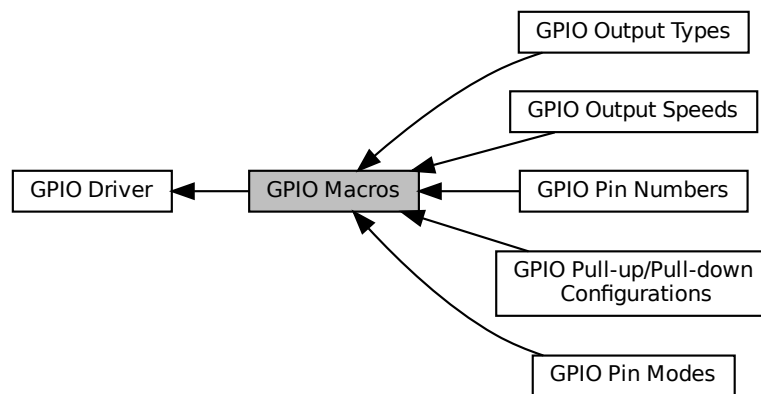 GPIO Output Types
GPIO Output Speeds
GPIO Driver
GPIO Macros
GPIO Pin Numbers
GPIO Pull-up/Pull-down
Configurations
GPIO Pin Modes